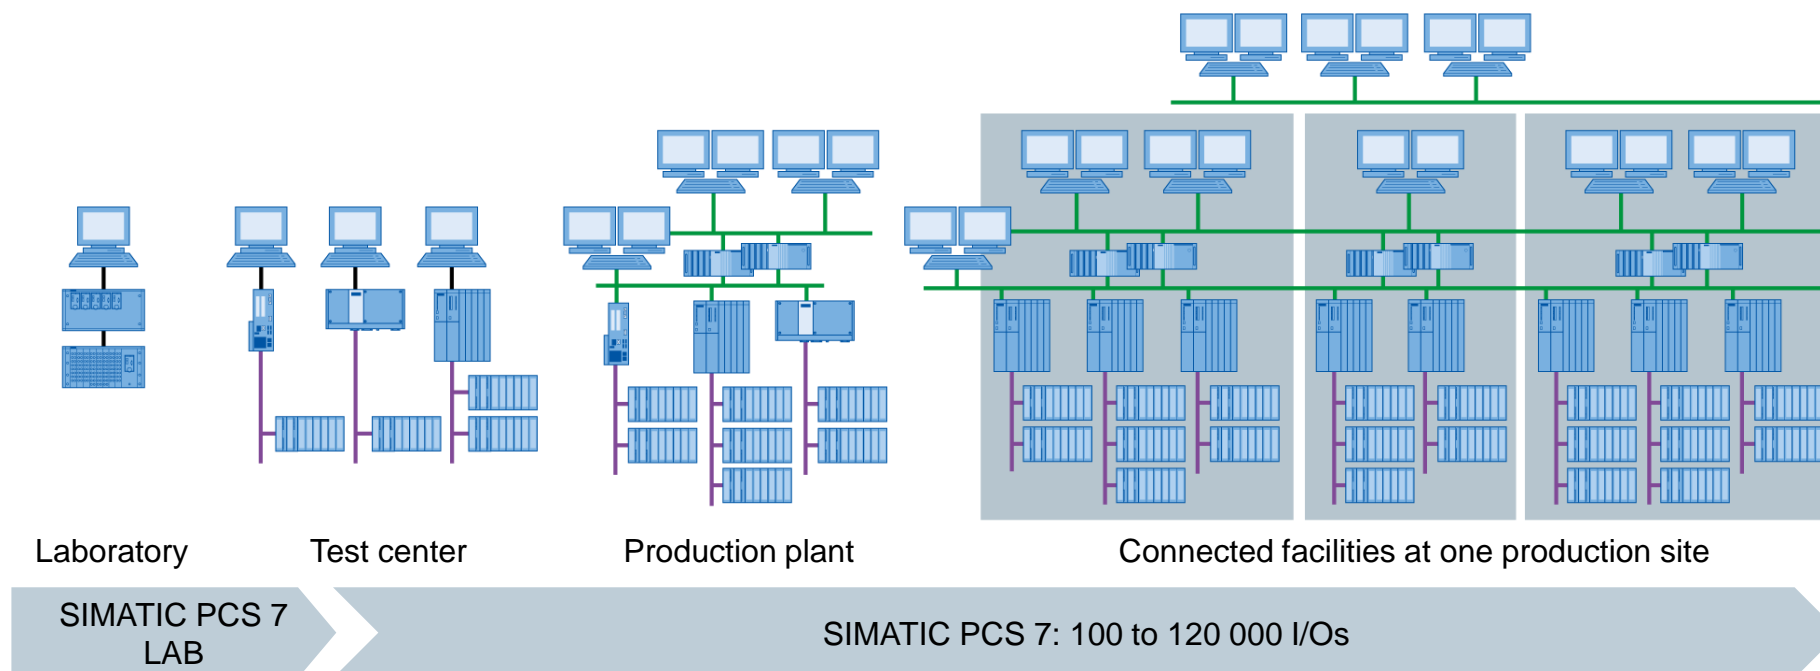 Laboratory
Test center
Production plant
Connected facilities at one production site
SIMATIC PCS 7
LAB
SIMATIC PCS 7: 100 to 120 000 I/Os